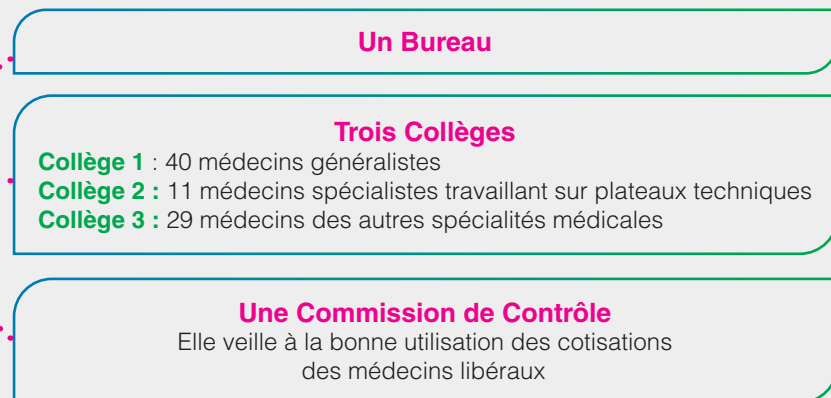 Un Bureau
Trois Collèges
Collège 1 : 40 médecins généralistes
Collège 2 : 11 médecins spécialistes travaillant sur plateaux techniques
Collège 3 : 29 médecins des autres spécialités médicales
Une Commission de Contrôle
Elle veille à la bonne utilisation des cotisations
des médecins libéraux